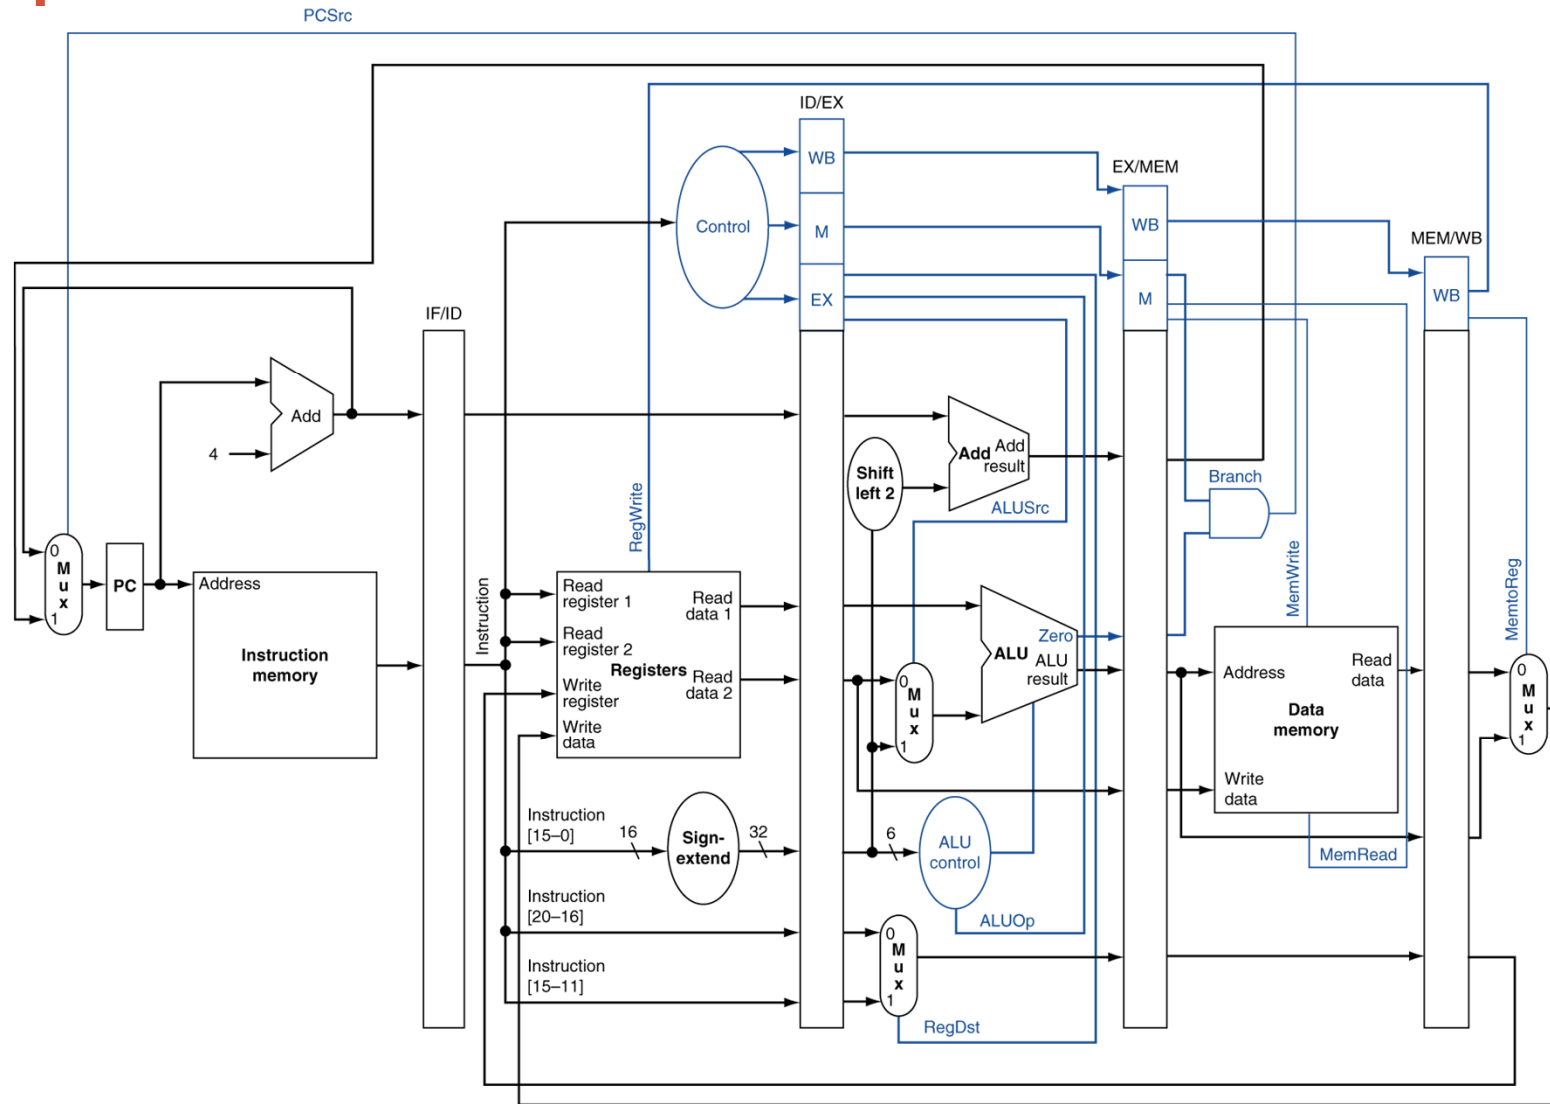 PCSrc
ID/EX
WB
EX/MEM
Control
M
WB
MEM/WB
EX
M
WB
IF/ID
Add
4
Add Add
result
Shift
left 2
Branch
ALUSrc
RegWrite
MemWrite
MemtoReg
0
M
u
x
1
PC
Address
Instruction
memory
Instruction
Read
register 1
Read
data 1
Read
register 2
Registers
Read
data 2
Write
register
Write
data
Zero
ALU
ALU
result
0
M
u
x
1
Address
Read
data
Data
memory
Write
data
0
M
u
x
1
Instruction
[15–0]
16
Sign-
extend
32
6
ALU
control
MemRead
Instruction
[20–16]
ALUOp
0
M
u
x
1
Instruction
[15–11]
RegDst